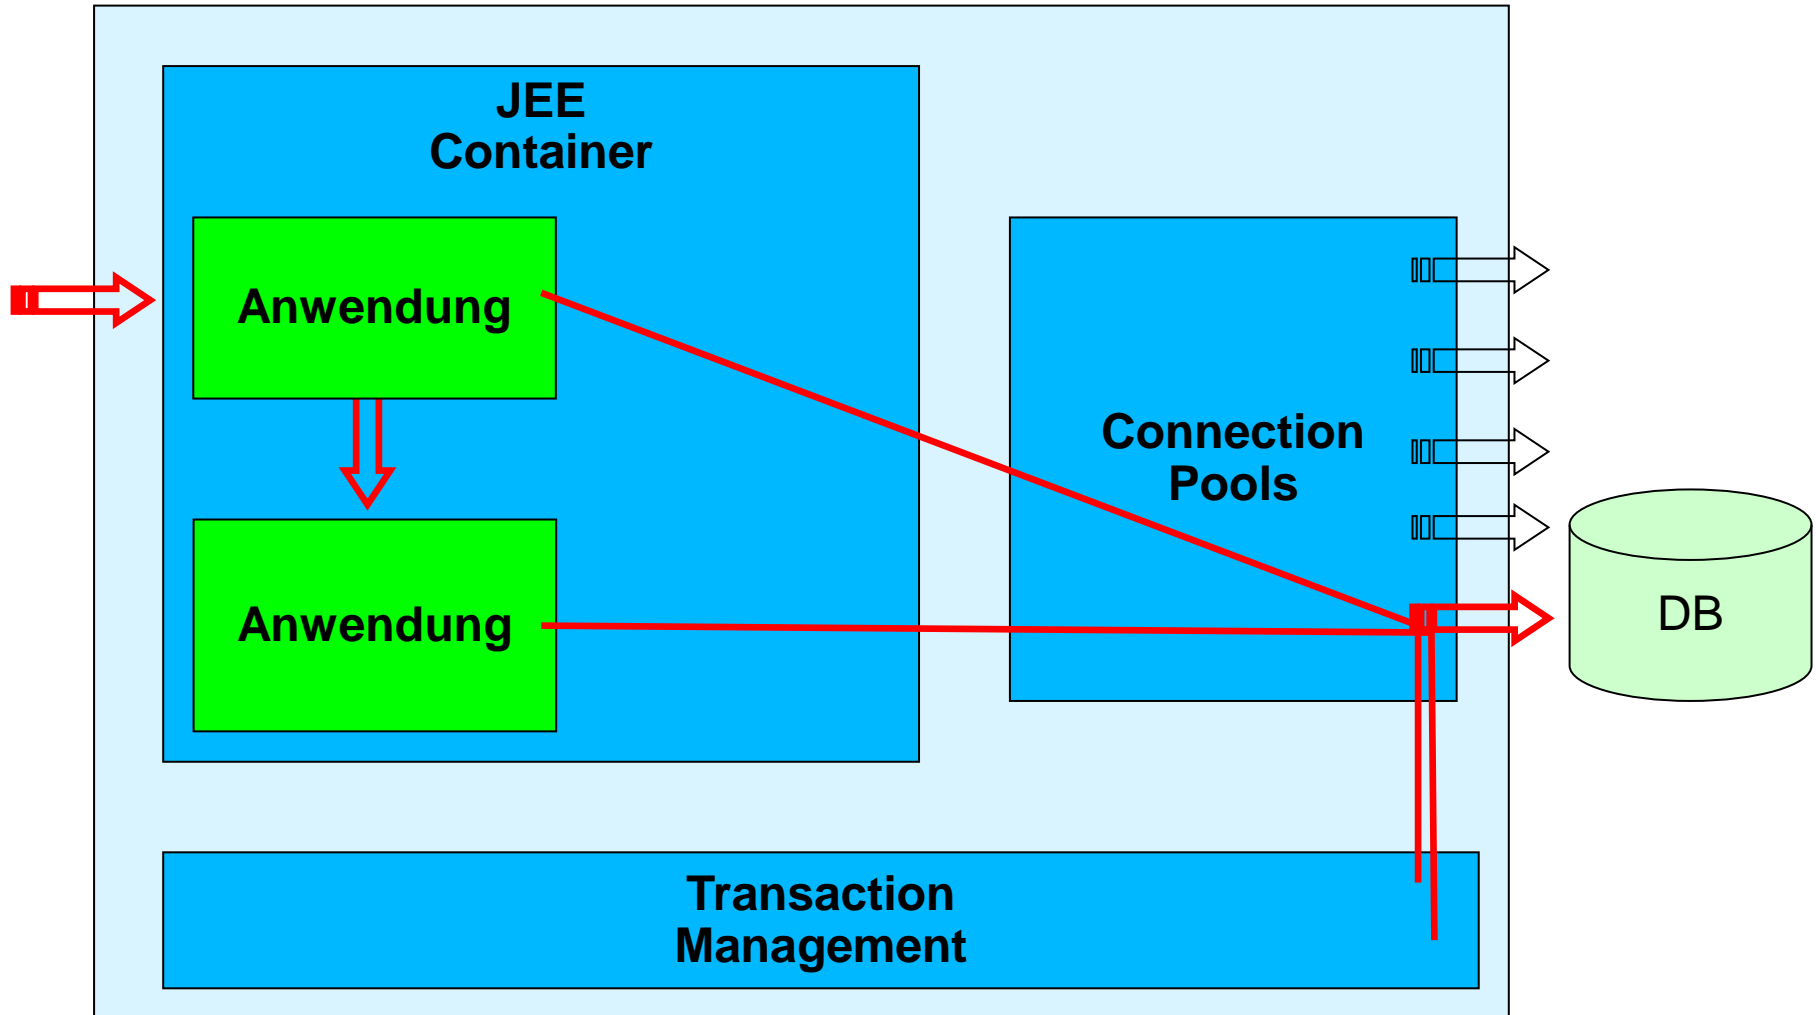 JEE
Container
Anwendung
Connection
Pools
Anwendung
DB
Transaction
Management